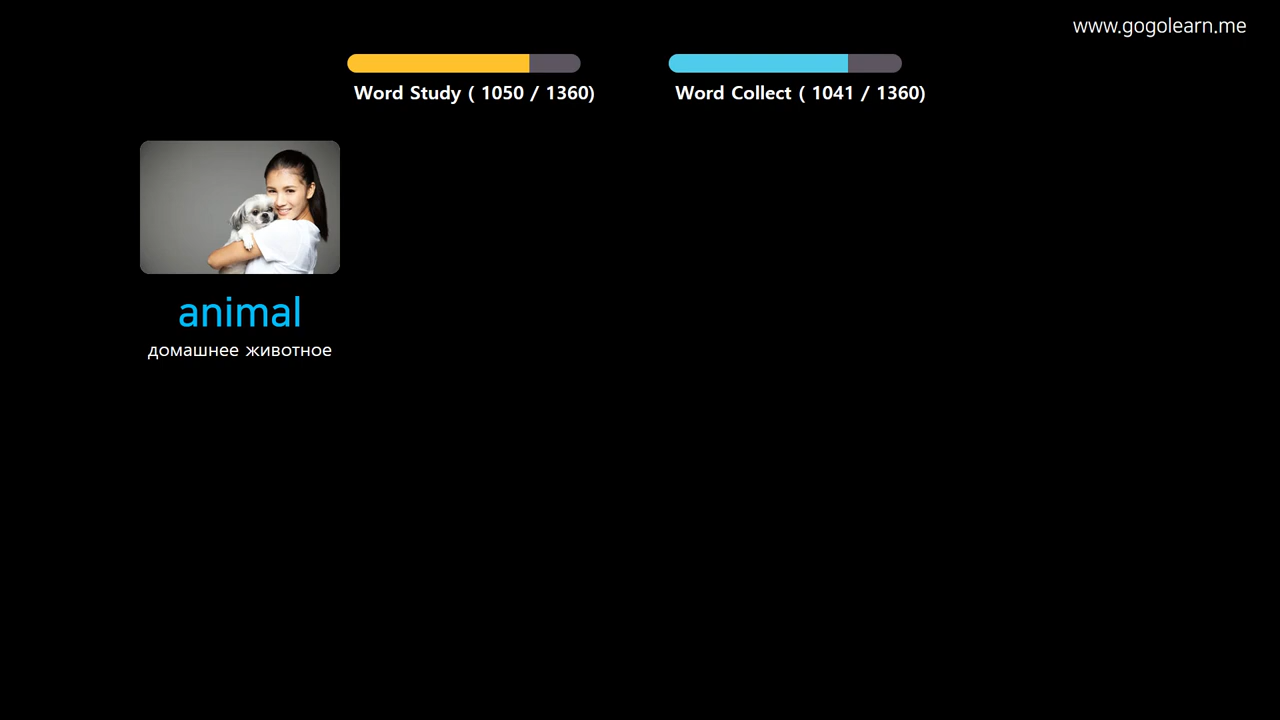 www.gogolearn.me
Word Study ( 1050 / 1360)
Word Collect ( 1041 / 1360)
animal
домашнее животное